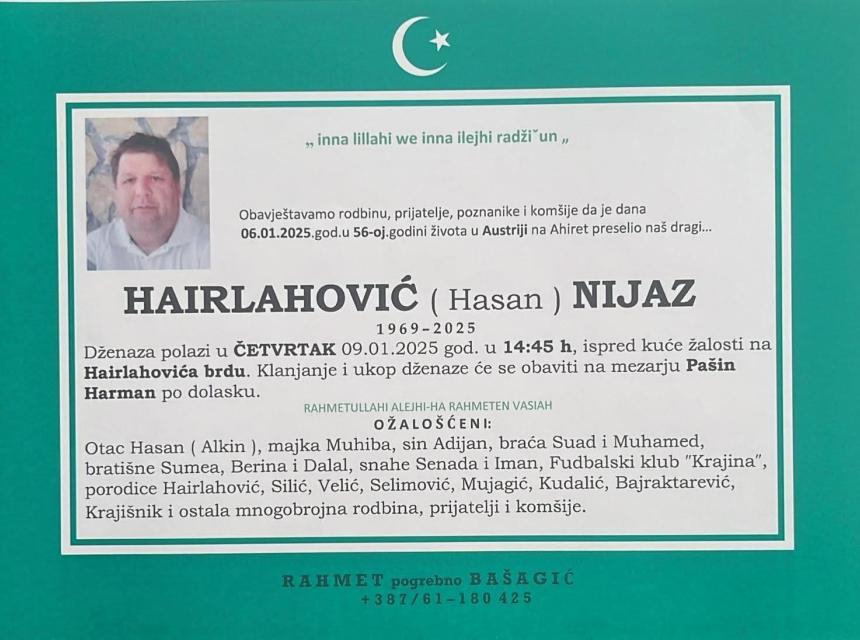 „ inna lillahi we inna ilejhi radži˘un „
Obavještavamo rodbinu, prijatelje, poznanike i komšije da je dana
06.01.2025.god.u 56-oj.godini života u Austriji na Ahiret preselio naš dragi...
HAIRLAHOVIĆ ( Hasan ) NIJAZ
1969–2025
Dženaza polazi u ČETVRTAK 09.01.2025 god. u 14:45 h, ispred kuće žalosti na
Hairlahovića brdu. Klanjanje i ukop dženaze će se obaviti na mezarju Pašin
Harman po dolasku.
RAHMETULLAHI ALEJHI-HA RAHMETEN VASIAH
OŽALOŠĆENI:
Otac Hasan ( Alkin ), majka Muhiba, sin Adijan, braća Suad i Muhamed,
bratišne Sumea, Berina i Dalal, snahe Senada i Iman, Fudbalski klub "Krajina",
porodice Hairlahović, Silić, Velić, Selimović, Mujagić, Kudalić, Bajraktarević,
Krajišnik i ostala mnogobrojna rodbina, prijatelji i komšije.
RAHMET pogrebno BAŠAGIĆ
+387/61–180 425